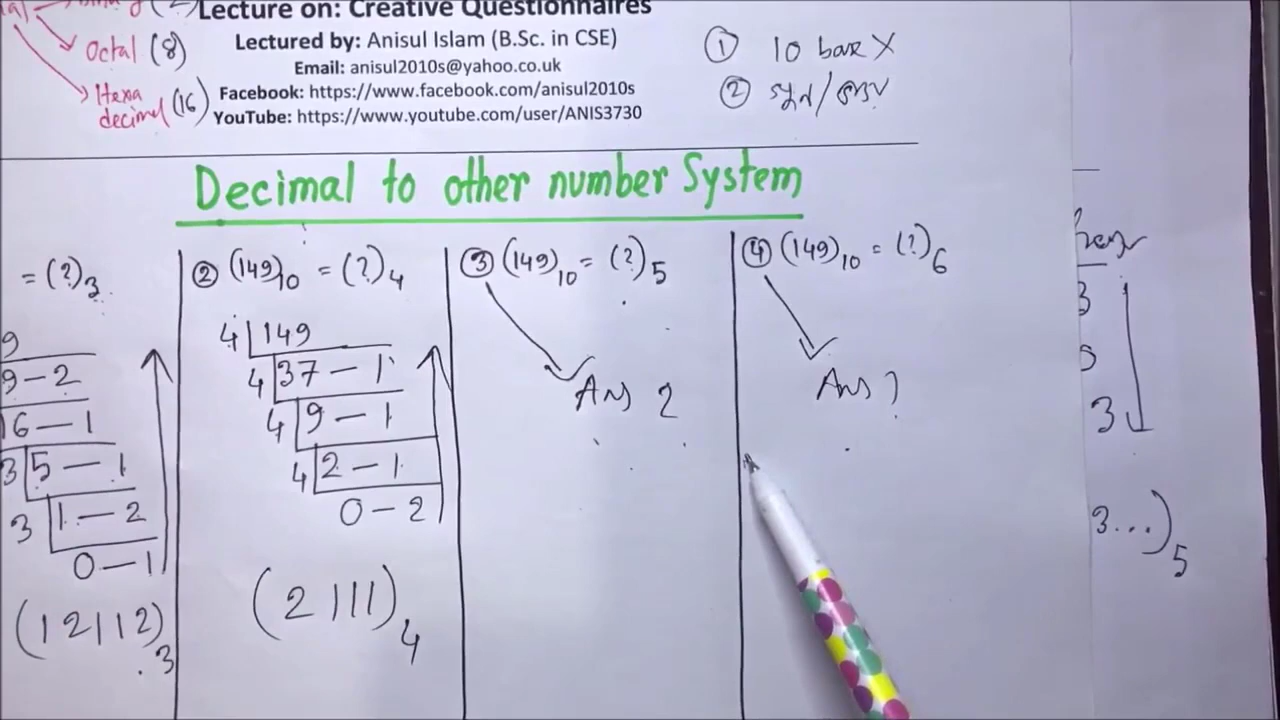 Lecture on: Creative Questionnaires
Octal (8)
Lectured by: Anisul Islam (B.Sc. in CSE)
① 10 base X
Email: anisul2010s@yahoo.co.uk
Hexa
decimal (16)
Facebook: https://www.facebook.com/anisul2010s
②
YouTube: https://www.youtube.com/user/ANIS3730
Decimal to other number System
= (?)3
9
9 - 2
16 - 1
3 5 - 1
3 1 - 2
0 - 1
(12112)3
② (149)10 = (?)4
4 149
4 37 - 1
4 9 - 1
4 2 - 1
0 - 2
(2111)4
③ (149)10 = (?)5
Ans ?
④ (149)10 = (?)6
Ans ?
3
3
3...)5